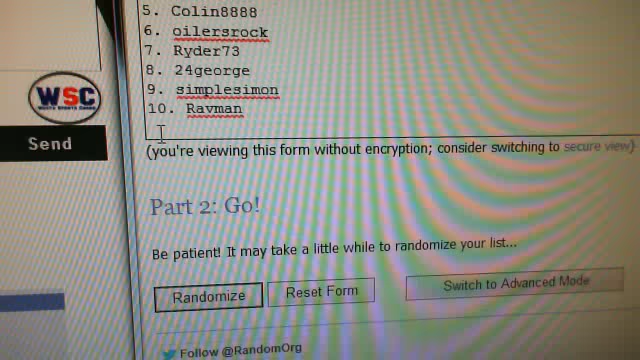 5. Colin8888
6. oilersrock
7. Ryder73
8. 24george
9. simplesimon
10. Ravman
WSC
Send
(you're viewing this form without encryption; consider switching to secure view)
Part 2: Go!
Be patient! It may take a little while to randomize your list...
Randomize
Reset Form
Switch to Advanced Mode
Follow @RandomOrg